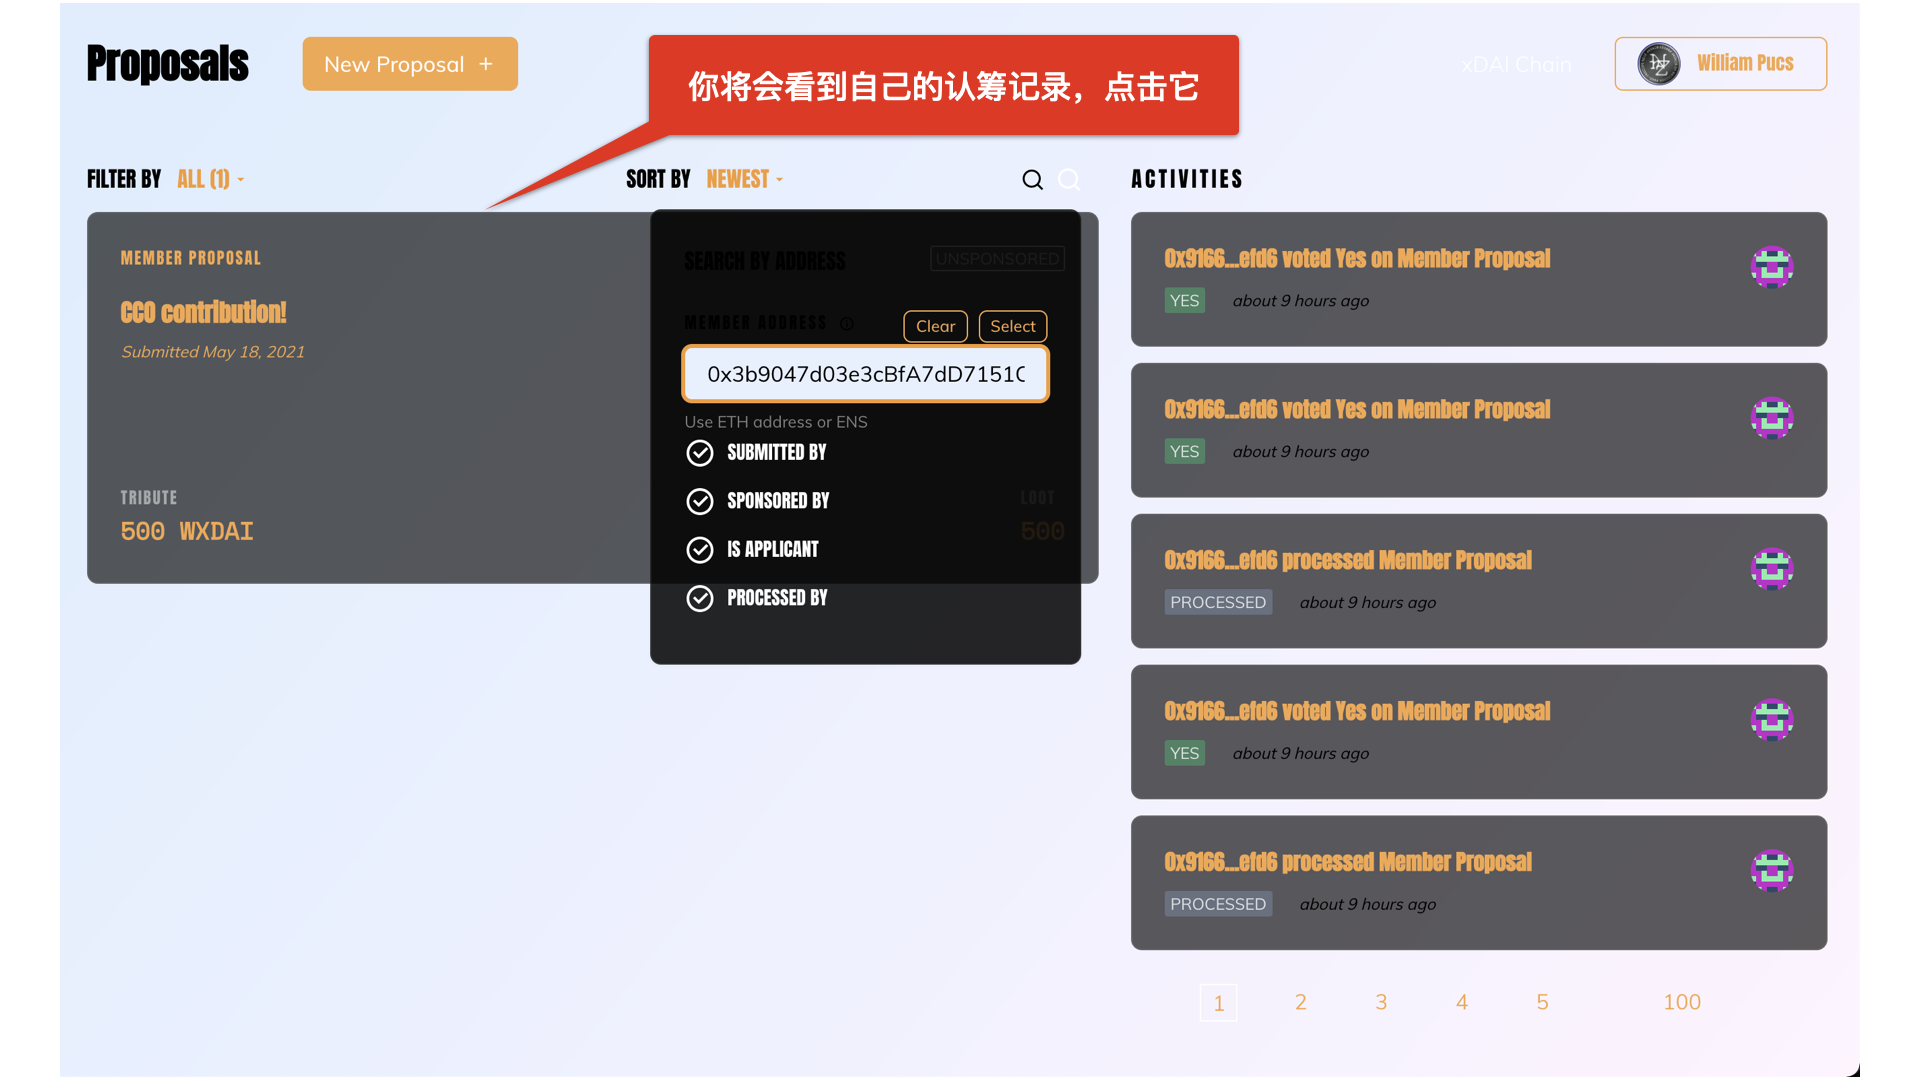 Proposals
New Proposal +
你将会看到自己的认筹记录，点击它
xDAI Chain
William Pucs
FILTER BY ALL (1)
SORT BY NEWEST
MEMBER PROPOSAL
CCO contribution!
Submitted May 18, 2021
TRIBUTE
500 WXDAI
LOOT
500
SEARCH BY ADDRESS
UNSPONSORED
MEMBER ADDRESS
Clear
Select
0x3b9047d03e3cBfA7dD7151C
Use ETH address or ENS
SUBMITTED BY
SPONSORED BY
IS APPLICANT
PROCESSED BY
ACTIVITIES
0x9166...efd6 voted Yes on Member Proposal
YES about 9 hours ago
0x9166...efd6 voted Yes on Member Proposal
YES about 9 hours ago
0x9166...efd6 processed Member Proposal
PROCESSED about 9 hours ago
0x9166...efd6 voted Yes on Member Proposal
YES about 9 hours ago
0x9166...efd6 processed Member Proposal
PROCESSED about 9 hours ago
1 2 3 4 5 100